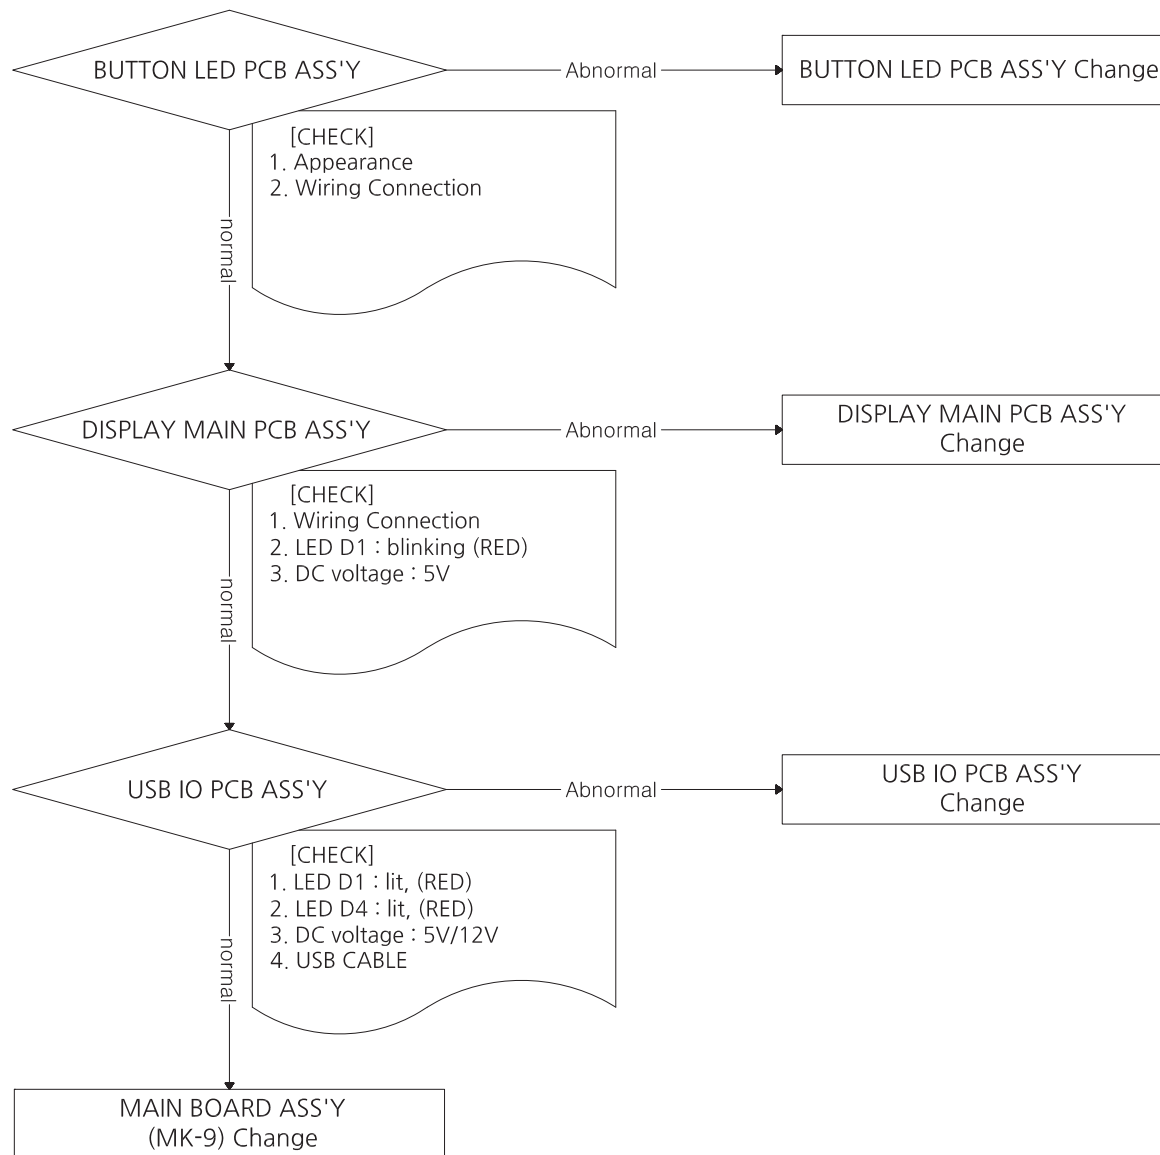 BUTTON LED PCB ASS'Y
Abnormal
BUTTON LED PCB ASS'Y Change
[CHECK]
1. Appearance
2. Wiring Connection
normal
DISPLAY MAIN PCB ASS'Y
Abnormal
DISPLAY MAIN PCB ASS'Y
Change
[CHECK]
1. Wiring Connection
2. LED D1 : blinking (RED)
3. DC voltage : 5V
normal
USB IO PCB ASS'Y
Abnormal
USB IO PCB ASS'Y
Change
[CHECK]
1. LED D1 : lit, (RED)
2. LED D4 : lit, (RED)
3. DC voltage : 5V/12V
4. USB CABLE
normal
MAIN BOARD ASS'Y
(MK-9) Change